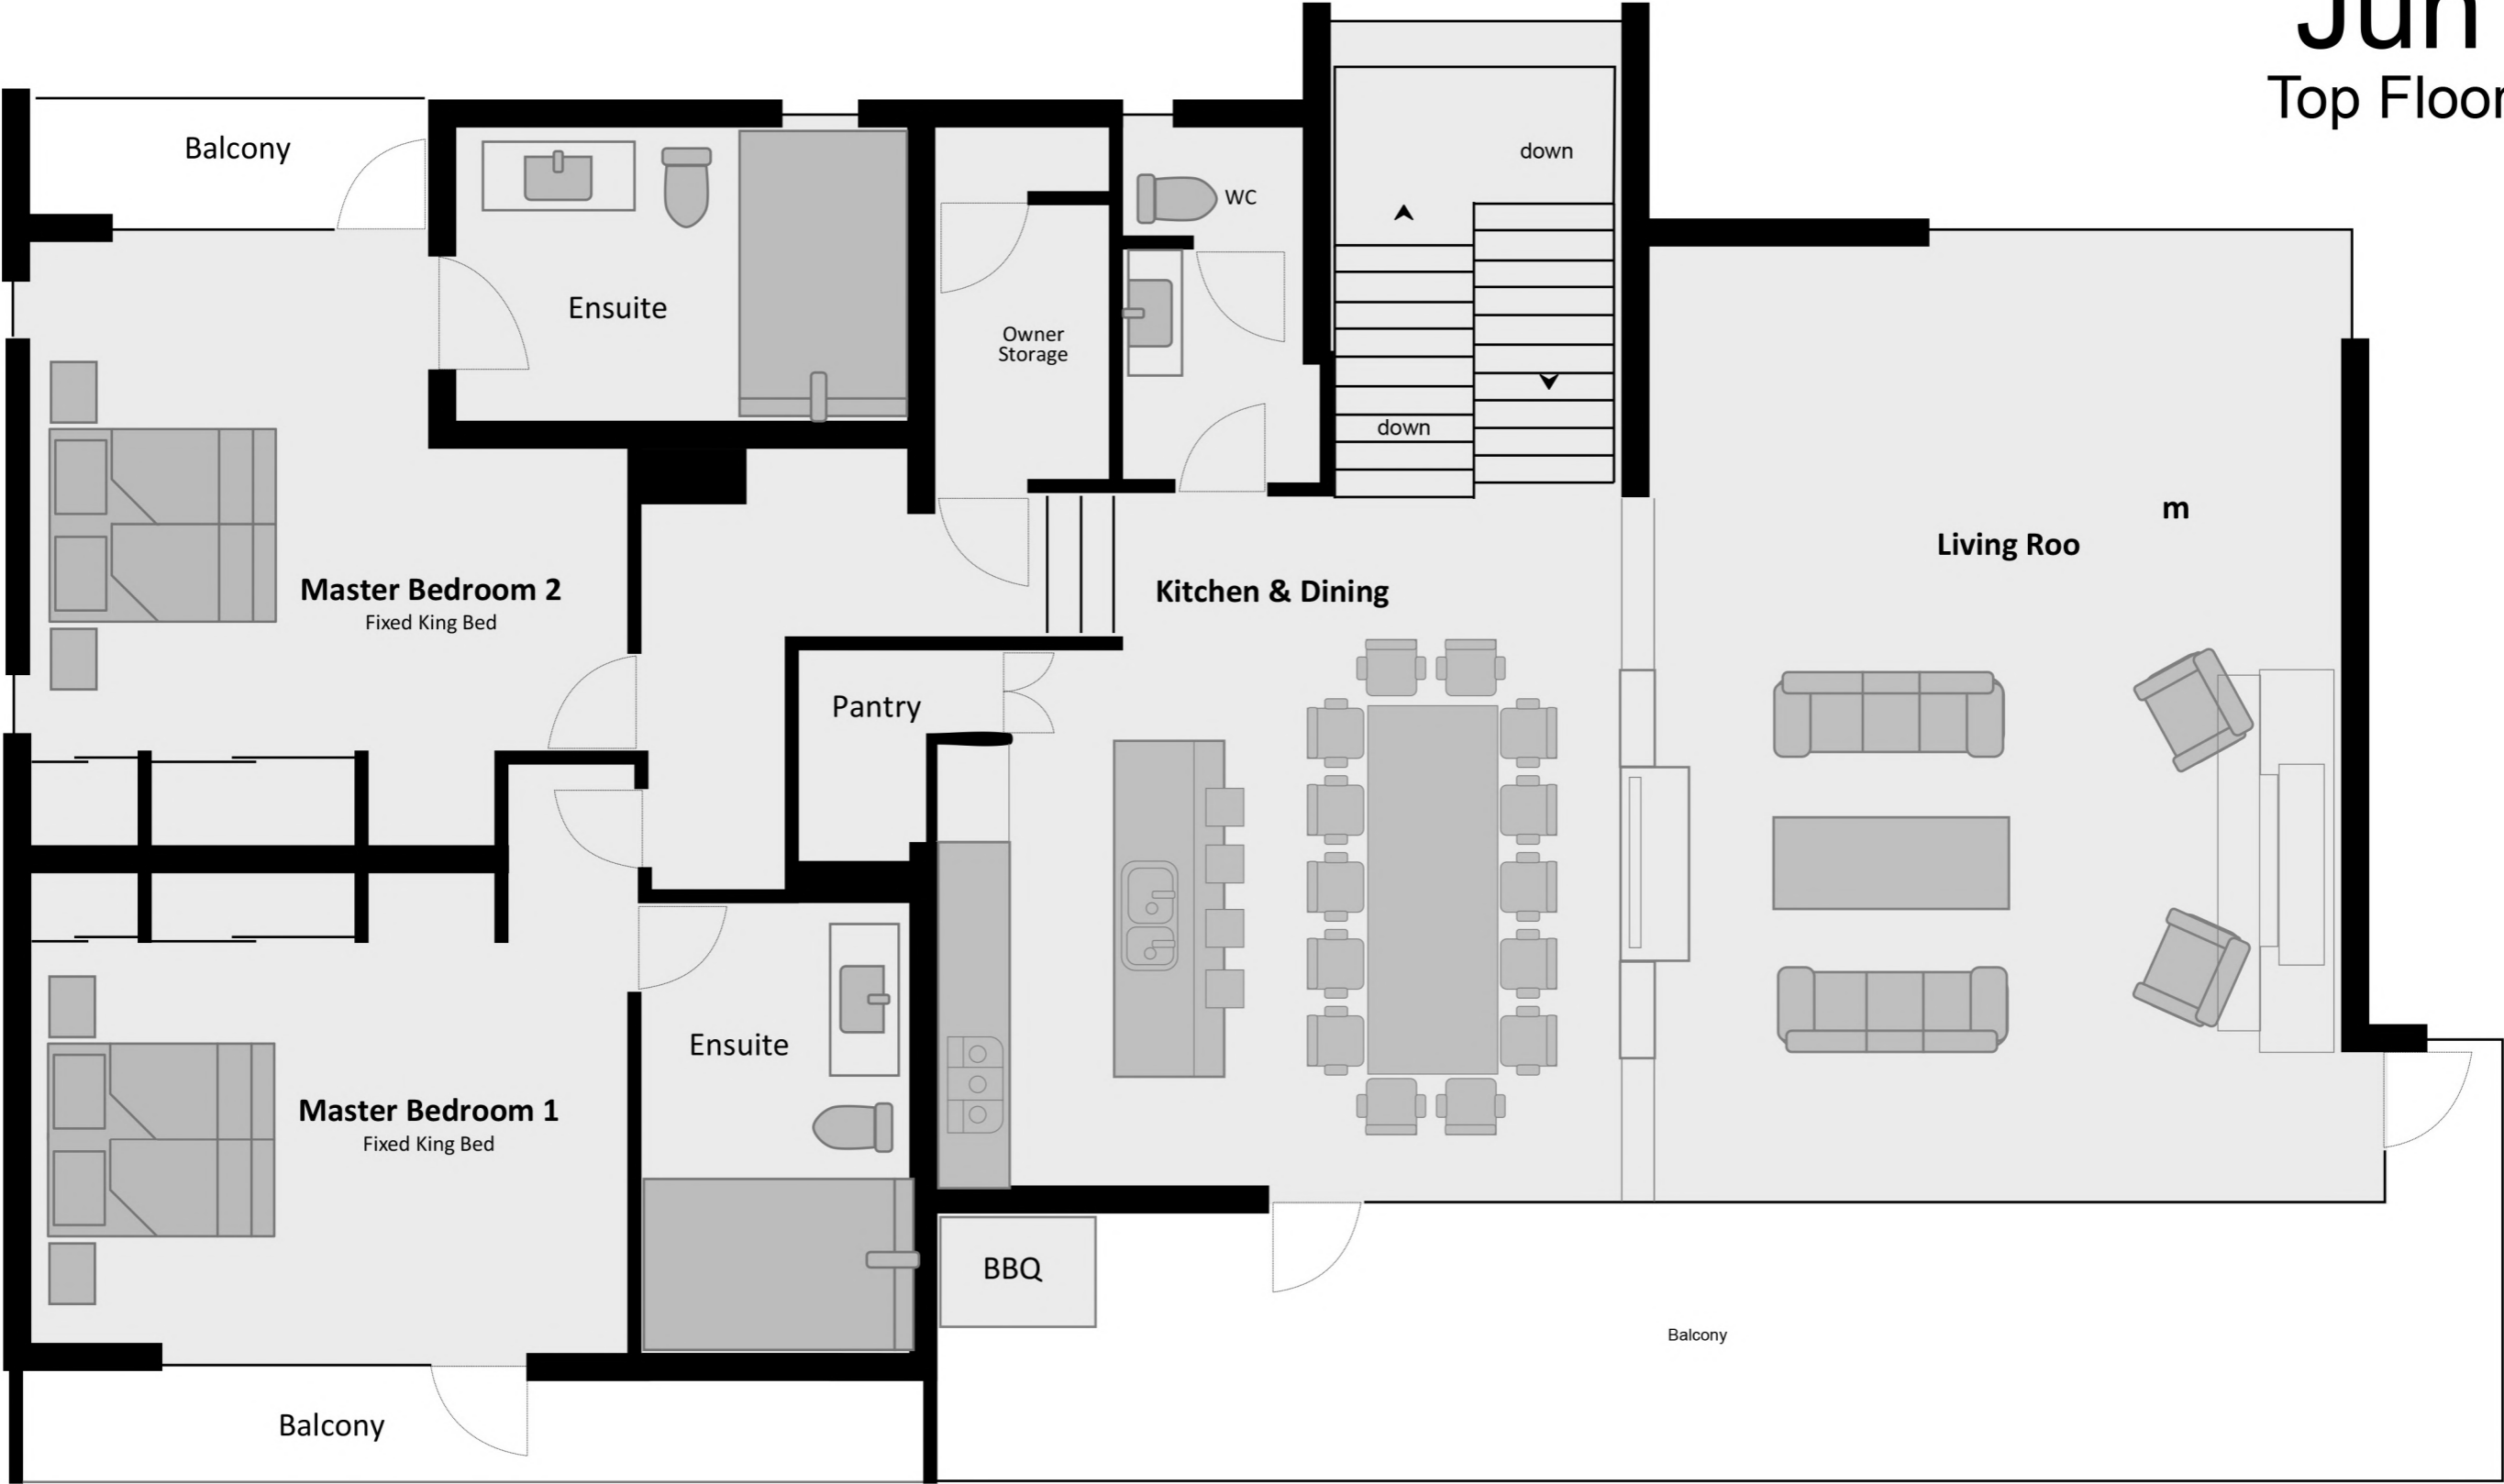 Jun
Top Floor
Balcony
down
WC
Ensuite
Owner
Storage
down
m
Living Roo
Master Bedroom 2
Fixed King Bed
Kitchen & Dining
Pantry
Ensuite
Master Bedroom 1
Fixed King Bed
BBQ
Balcony
Balcony